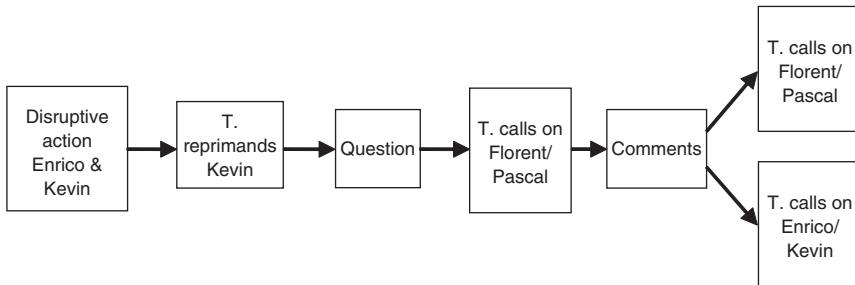 Disruptive
action
Enrico &
Kevin
T.
reprimands
Kevin
Question
T. calls on
Florent/
Pascal
Comments
T. calls on
Florent/
Pascal
T. calls on
Enrico/
Kevin